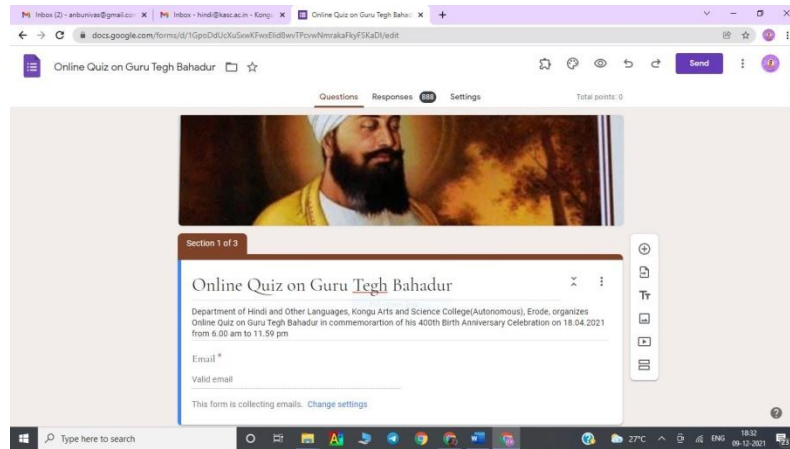 Inbox (2) - anbunivas@gmail.com
Inbox - hindi@kasc.ac.in - Kongu
Online Quiz on Guru Tegh Bahad
docs.google.com/forms/d/
/edit
Online Quiz on Guru Tegh Bahadur
Send
Questions Responses 888 Settings
Total points: 0
Section 1 of 3
Online Quiz on Guru Tegh Bahadur
Department of Hindi and Other Languages, Kongu Arts and Science College(Autonomous), Erode, organizes
Online Quiz on Guru Tegh Bahadur in commemorartion of his 400th Birth Anniversary Celebration on 18.04.2021
from 6.00 am to 11.59 pm
Email *
Valid email
This form is collecting emails. Change settings
Tт
Type here to search
27°C
ENG
18:32
09-12-2021